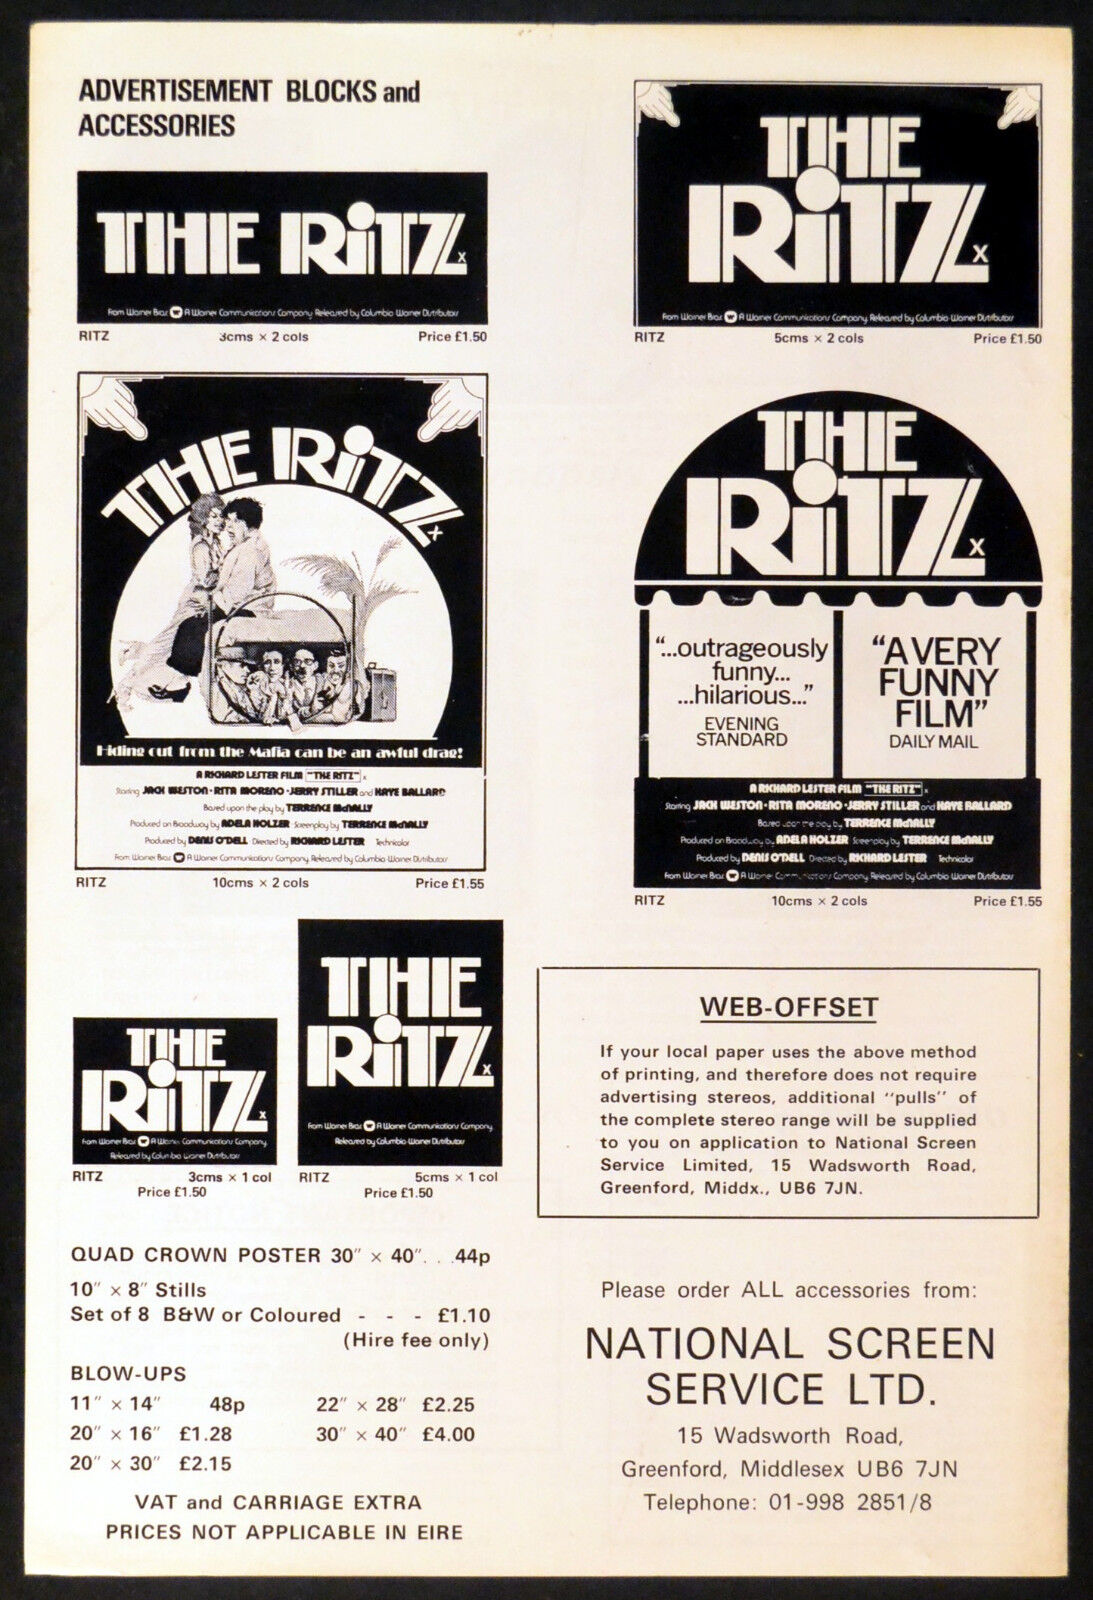 ADVERTISEMENT BLOCKS and
ACCESSORIES
THE RiTZ x
From Warner Bros W A Warner Communications Company Released by Columbia-Warner Distributors
RITZ 3cms × 2 cols Price £1.50
THE
RiTZ x
From Warner Bros W A Warner Communications Company Released by Columbia-Warner Distributors
RITZ 5cms × 2 cols Price £1.50
THE RiTZ x
Hiding out from the Mafia can be an awful drag!
A RICHARD LESTER FILM "THE RITZ" x
Starring JACK WESTON · RITA MORENO · JERRY STILLER and KAYE BALLARD
Based upon the play by TERRENCE McNALLY
Produced on Broadway by ADELA HOLZER Screenplay by TERRENCE McNALLY
Produced by DENIS O'DELL Directed by RICHARD LESTER Technicolor
From Warner Bros W A Warner Communications Company Released by Columbia-Warner Distributors
RITZ 10cms × 2 cols Price £1.55
THE
RiTZ x
"...outrageously
funny...
...hilarious..."
EVENING
STANDARD
"A VERY
FUNNY
FILM"
DAILY MAIL
A RICHARD LESTER FILM "THE RITZ" x
Starring JACK WESTON · RITA MORENO · JERRY STILLER and KAYE BALLARD
Based upon the play by TERRENCE McNALLY
Produced on Broadway by ADELA HOLZER Screenplay by TERRENCE McNALLY
Produced by DENIS O'DELL Directed by RICHARD LESTER Technicolor
From Warner Bros W A Warner Communications Company Released by Columbia-Warner Distributors
RITZ 10cms × 2 cols Price £1.55
THE
RiTZ x
From Warner Bros W A Warner Communications Company
Released by Columbia-Warner Distributors
RITZ 3cms × 1 col
Price £1.50
THE
RiTZ x
From Warner Bros W A Warner Communications Company
Released by Columbia-Warner Distributors
RITZ 5cms × 1 col
Price £1.50
WEB-OFFSET
If your local paper uses the above method
of printing, and therefore does not require
advertising stereos, additional "pulls" of
the complete stereo range will be supplied
to you on application to National Screen
Service Limited, 15 Wadsworth Road,
Greenford, Middx., UB6 7JN.
QUAD CROWN POSTER 30" × 40". . .44p
10" × 8" Stills
Set of 8 B&W or Coloured - - - £1.10
(Hire fee only)
BLOW-UPS
11" × 14" 48p 22" × 28" £2.25
20" × 16" £1.28 30" × 40" £4.00
20" × 30" £2.15
VAT and CARRIAGE EXTRA
PRICES NOT APPLICABLE IN EIRE
Please order ALL accessories from:
NATIONAL SCREEN
SERVICE LTD.
15 Wadsworth Road,
Greenford, Middlesex UB6 7JN
Telephone: 01-998 2851/8